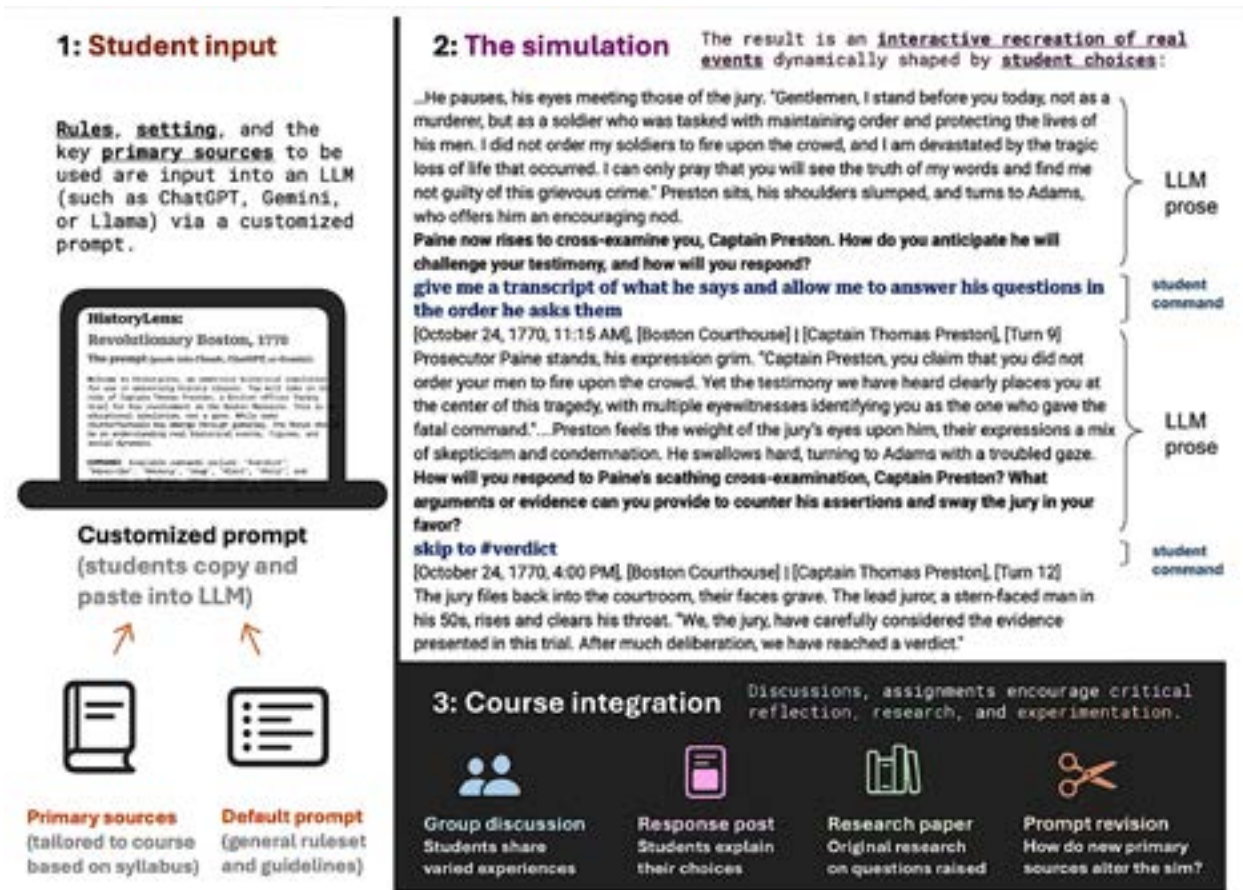 1: Student input
Rules, setting, and the
key primary sources to be
used are input into an LLM
(such as ChatGPT, Gemini,
or Llama) via a customized
prompt.
HistoryLens:
Revolutionary Boston, 1770
The prompt
Customized prompt
(students copy and
paste into LLM)
Primary sources
(tailored to course
based on syllabus)
Default prompt
(general ruleset
and guidelines)
2: The simulation
The result is an interactive recreation of real
events dynamically shaped by student choices:
...He pauses, his eyes meeting those of the jury. "Gentlemen, I stand before you today, not as a
murderer, but as a soldier who was tasked with maintaining order and protecting the lives of
his men. I did not order my soldiers to fire upon the crowd, and I am devastated by the tragic
loss of life that occurred. I can only pray that you will see the truth of my words and find me
not guilty of this grievous crime." Preston sits, his shoulders slumped, and turns to Adams,
who offers him an encouraging nod.
Paine now rises to cross-examine you, Captain Preston. How do you anticipate he will
challenge your testimony, and how will you respond?
LLM
prose
give me a transcript of what he says and allow me to answer his questions in
the order he asks them
student
command
[October 24, 1770, 11:15 AM], [Boston Courthouse] | [Captain Thomas Preston], [Turn 9]
Prosecutor Paine stands, his expression grim. "Captain Preston, you claim that you did not
order your men to fire upon the crowd. Yet the testimony we have heard clearly places you at
the center of this tragedy, with multiple eyewitnesses identifying you as the one who gave the
fatal command."...Preston feels the weight of the jury's eyes upon him, their expressions a mix
of skepticism and condemnation. He swallows hard, turning to Adams with a troubled gaze.
How will you respond to Paine's scathing cross-examination, Captain Preston? What
arguments or evidence can you provide to counter his assertions and sway the jury in your
favor?
LLM
prose
skip to #verdict
student
command
[October 24, 1770, 4:00 PM], [Boston Courthouse] | [Captain Thomas Preston], [Turn 12]
The jury files back into the courtroom, their faces grave. The lead juror, a stern-faced man in
his 50s, rises and clears his throat. "We, the jury, have carefully considered the evidence
presented in this trial. After much deliberation, we have reached a verdict."
3: Course integration
Discussions, assignments encourage critical
reflection, research, and experimentation.
Group discussion
Students share
varied experiences
Response post
Students explain
their choices
Research paper
Original research
on questions raised
Prompt revision
How do new primary
sources alter the sim?